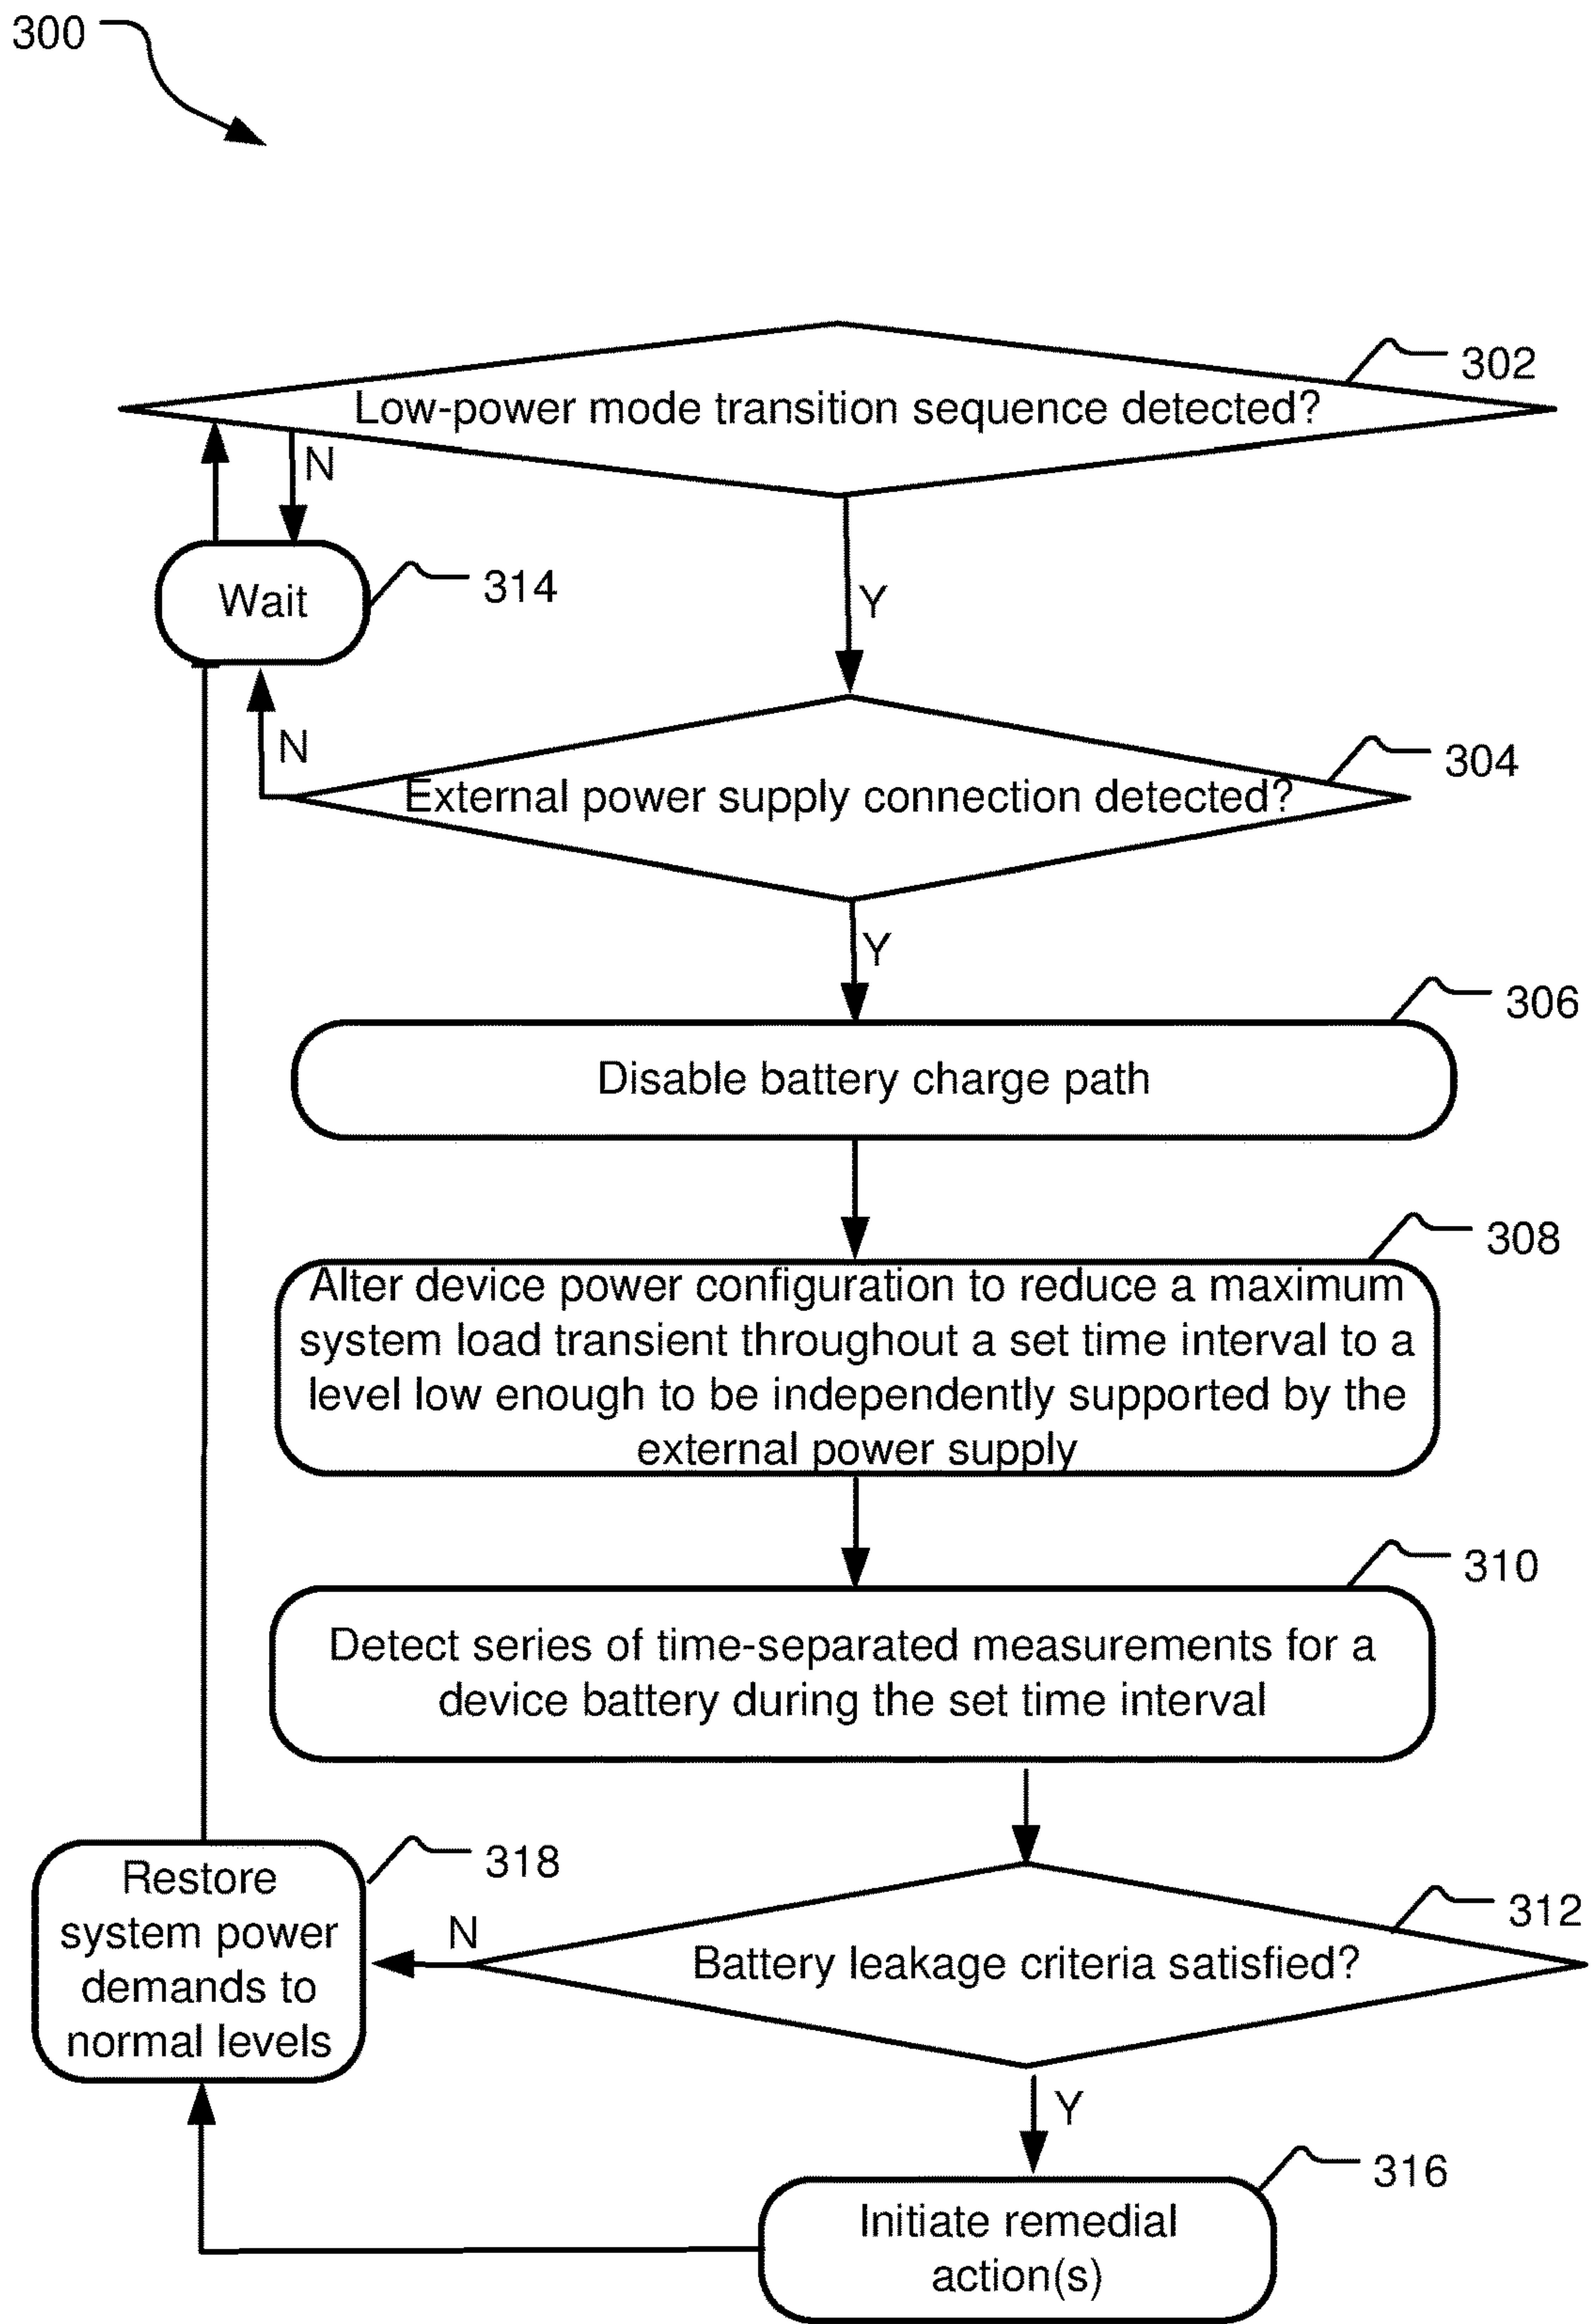 300
302
Low-power mode transition sequence detected?
N
Wait
314
Y
N
304
External power supply connection detected?
Y
306
Disable battery charge path
308
Alter device power configuration to reduce a maximum
system load transient throughout a set time interval to a
level low enough to be independently supported by the
external power supply
310
Detect series of time-separated measurements for a
device battery during the set time interval
318
Restore
system power
demands to
normal levels
N
312
Battery leakage criteria satisfied?
Y
316
Initiate remedial
action(s)